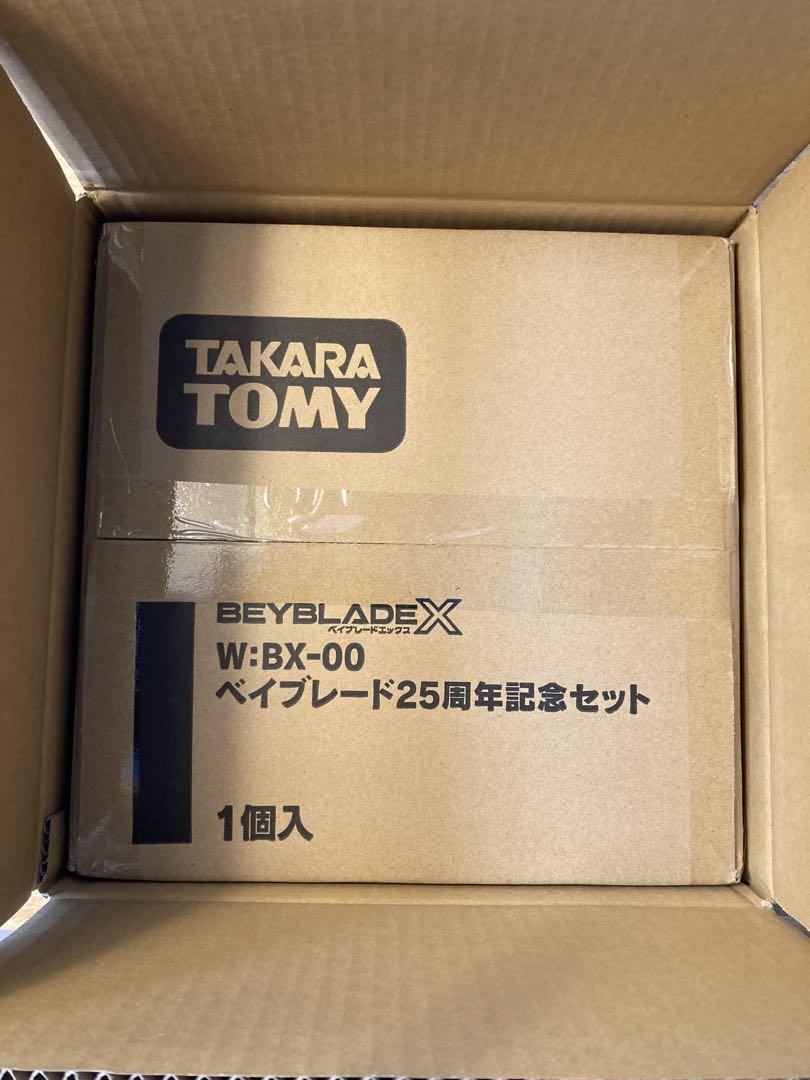 TAKARA
TOMY
BEYBLADE X
ベイブレードエックス
W:BX-00
ベイブレード25周年記念セット
1個入